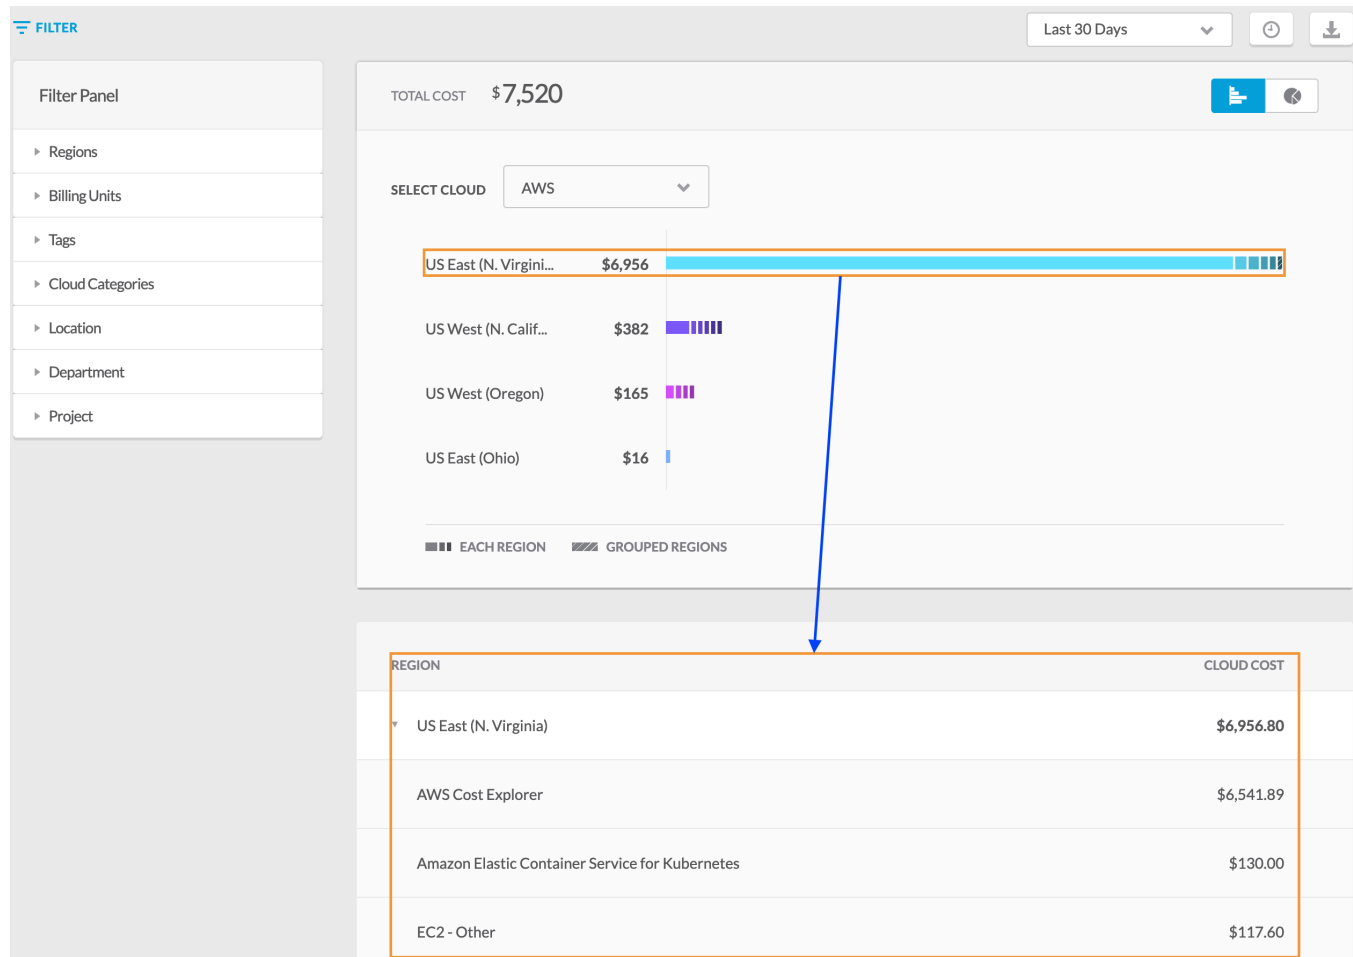 FILTER
Last 30 Days
Filter Panel
Regions
Billing Units
Tags
Cloud Categories
Location
Department
Project
TOTAL COST $7,520
SELECT CLOUD AWS
US East (N. Virgini... $6,956
US West (N. Calif... $382
US West (Oregon) $165
US East (Ohio) $16
EACH REGION GROUPED REGIONS
REGION CLOUD COST
US East (N. Virginia) $6,956.80
AWS Cost Explorer $6,541.89
Amazon Elastic Container Service for Kubernetes $130.00
EC2 - Other $117.60